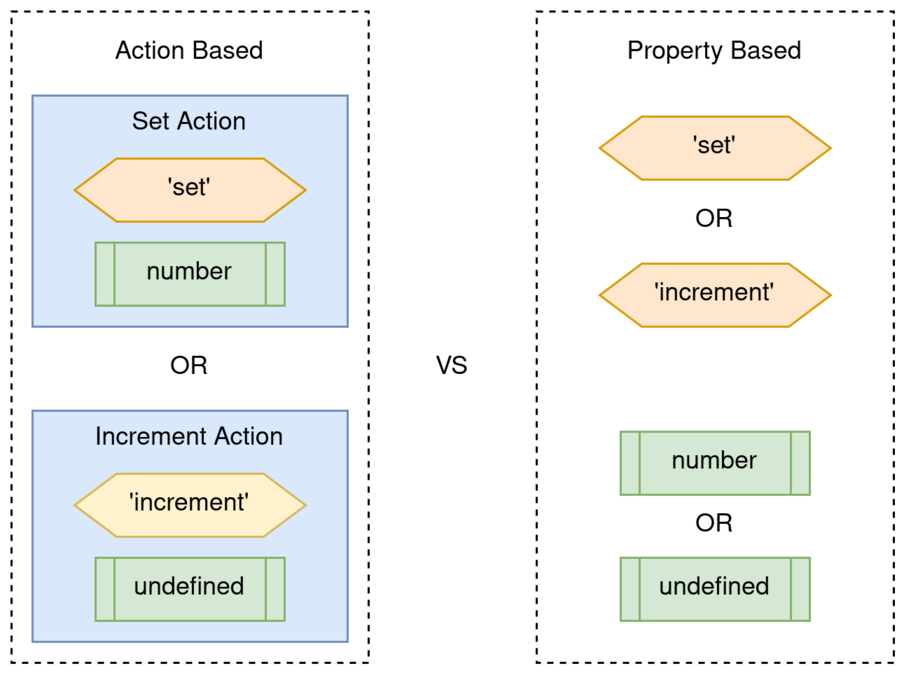 Action Based
Set Action
'set'
number
OR
Increment Action
'increment'
undefined
VS
Property Based
'set'
OR
'increment'
number
OR
undefined